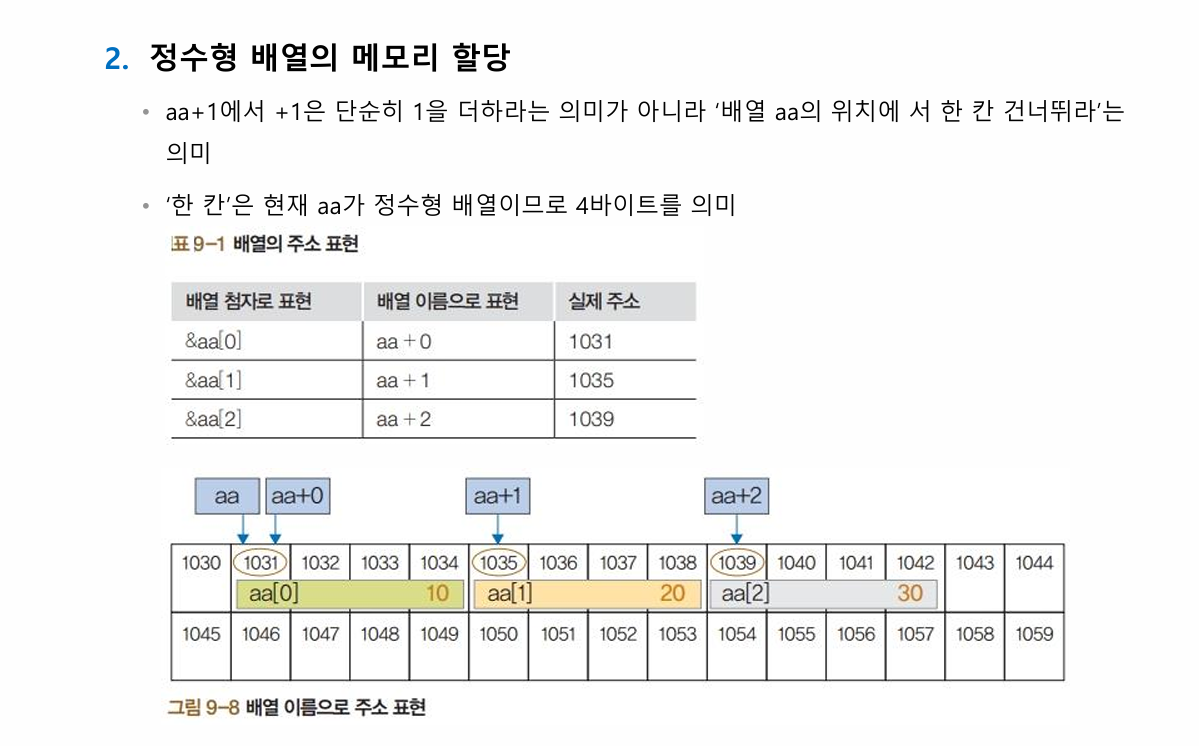 2. 정수형 배열의 메모리 할당
• aa+1에서 +1은 단순히 1을 더하라는 의미가 아니라 ‘배열 aa의 위치에 서 한 칸 건너뛰라’는
의미
• ‘한 칸’은 현재 aa가 정수형 배열이므로 4바이트를 의미
표 9-1 배열의 주소 표현
배열 첨자로 표현 배열 이름으로 표현 실제 주소
&aa[0] aa + 0 1031
&aa[1] aa + 1 1035
&aa[2] aa + 2 1039
aa aa+0 aa+1 aa+2
1030 1031 1032 1033 1034 1035 1036 1037 1038 1039 1040 1041 1042 1043 1044
aa[0] 10 aa[1] 20 aa[2] 30
1045 1046 1047 1048 1049 1050 1051 1052 1053 1054 1055 1056 1057 1058 1059
그림 9-8 배열 이름으로 주소 표현